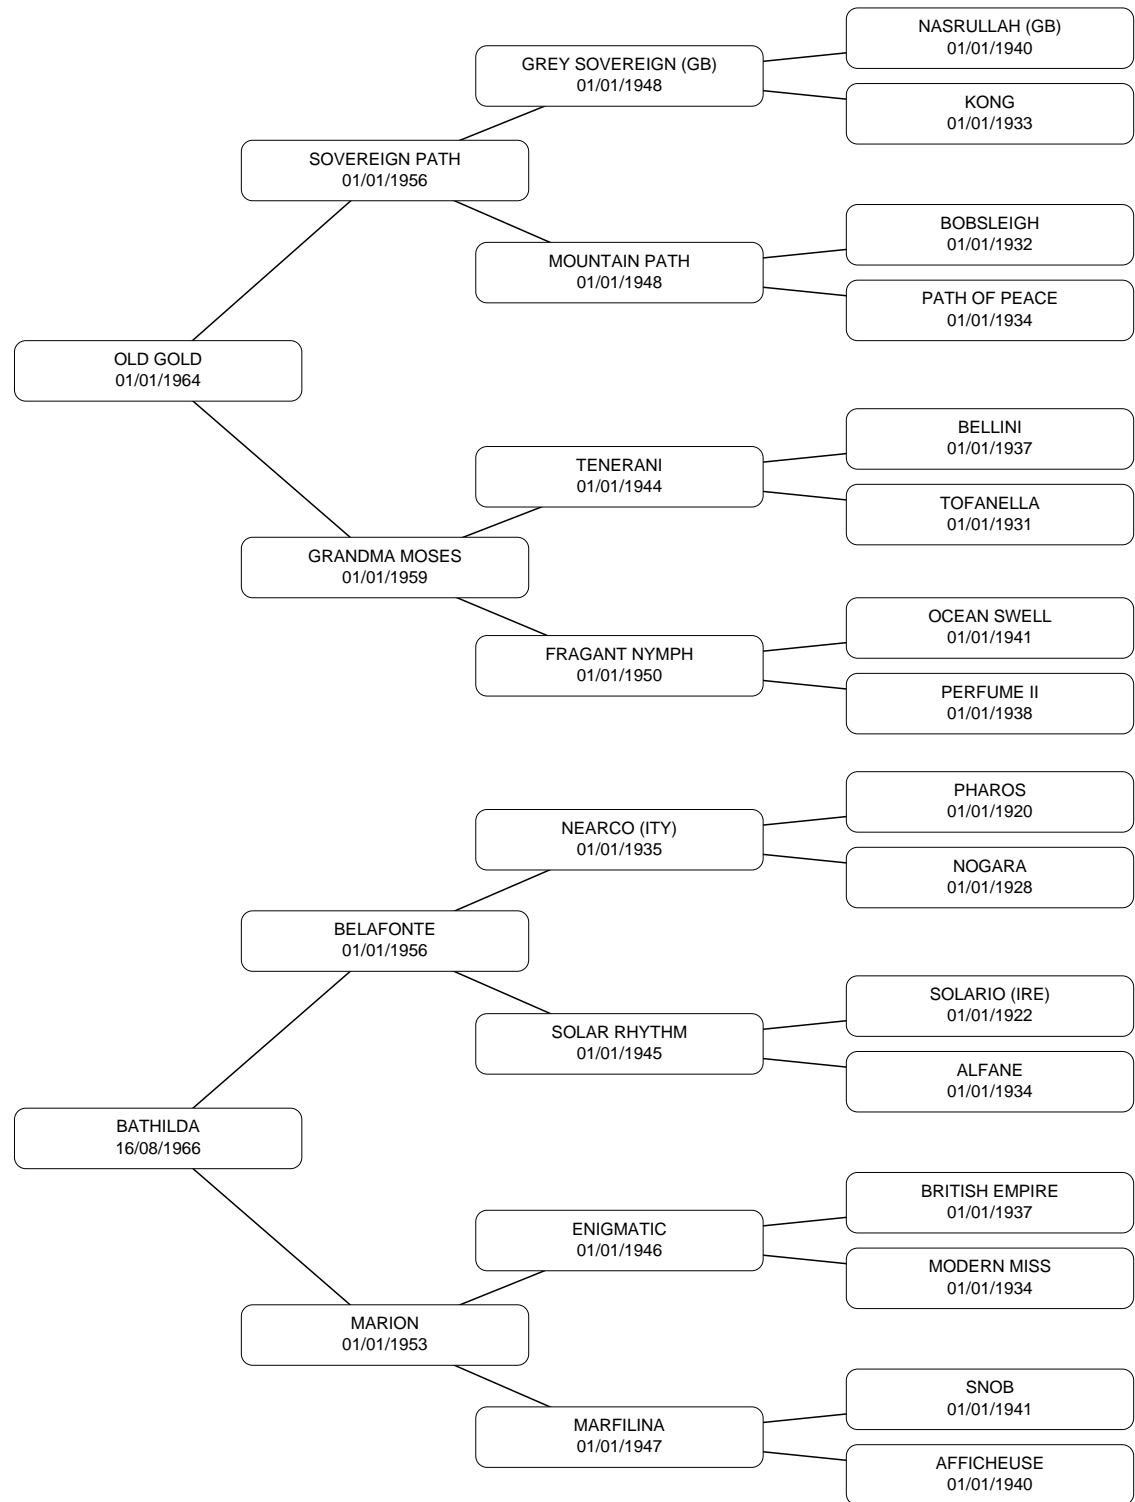 NASRULLAH (GB)
01/01/1940
GREY SOVEREIGN (GB)
01/01/1948
KONG
01/01/1933
SOVEREIGN PATH
01/01/1956
BOBSLEIGH
01/01/1932
MOUNTAIN PATH
01/01/1948
PATH OF PEACE
01/01/1934
OLD GOLD
01/01/1964
BELLINI
01/01/1937
TENERANI
01/01/1944
TOFANELLA
01/01/1931
GRANDMA MOSES
01/01/1959
OCEAN SWELL
01/01/1941
FRAGANT NYMPH
01/01/1950
PERFUME II
01/01/1938
PHAROS
01/01/1920
NEARCO (ITY)
01/01/1935
NOGARA
01/01/1928
BELAFONTE
01/01/1956
SOLARIO (IRE)
01/01/1922
SOLAR RHYTHM
01/01/1945
ALFANE
01/01/1934
BATHILDA
16/08/1966
BRITISH EMPIRE
01/01/1937
ENIGMATIC
01/01/1946
MODERN MISS
01/01/1934
MARION
01/01/1953
SNOB
01/01/1941
MARFILINA
01/01/1947
AFFICHEUSE
01/01/1940